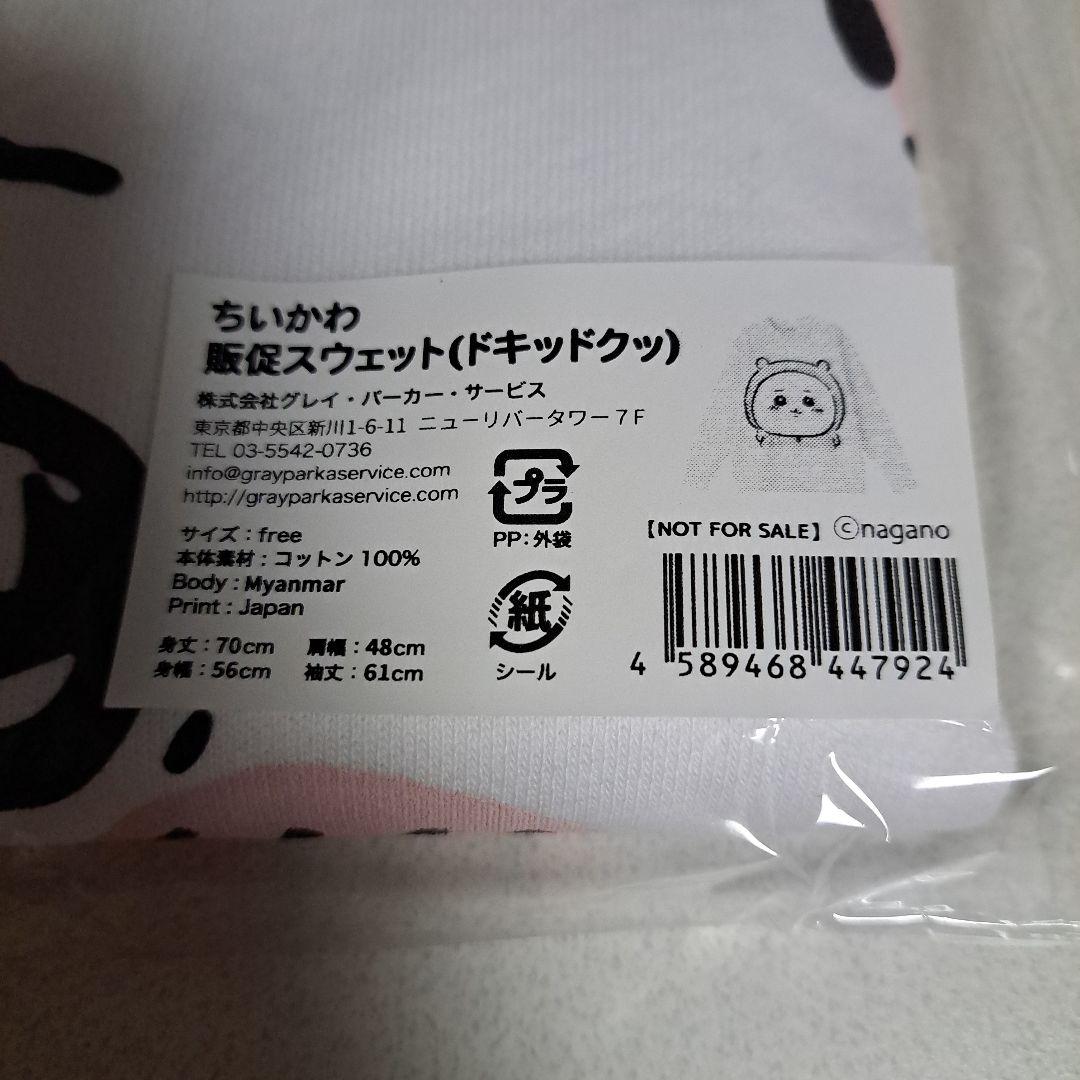 ちいかわ
販促スウェット(ドキッドクッ)
株式会社グレイ・パーカー・サービス
東京都中央区新川1-6-11 ニューリバータワー7F
TEL 03-5542-0736
info@grayparkaservice.com
http://grayparkaservice.com
サイズ:free
本体素材:コットン 100%
Body : Myanmar
Print : Japan
身丈:70cm 肩幅:48cm
身幅:56cm 袖丈:61cm
プラ
PP:外袋
紙
シール
【NOT FOR SALE】 ©nagano
4 589468 447924